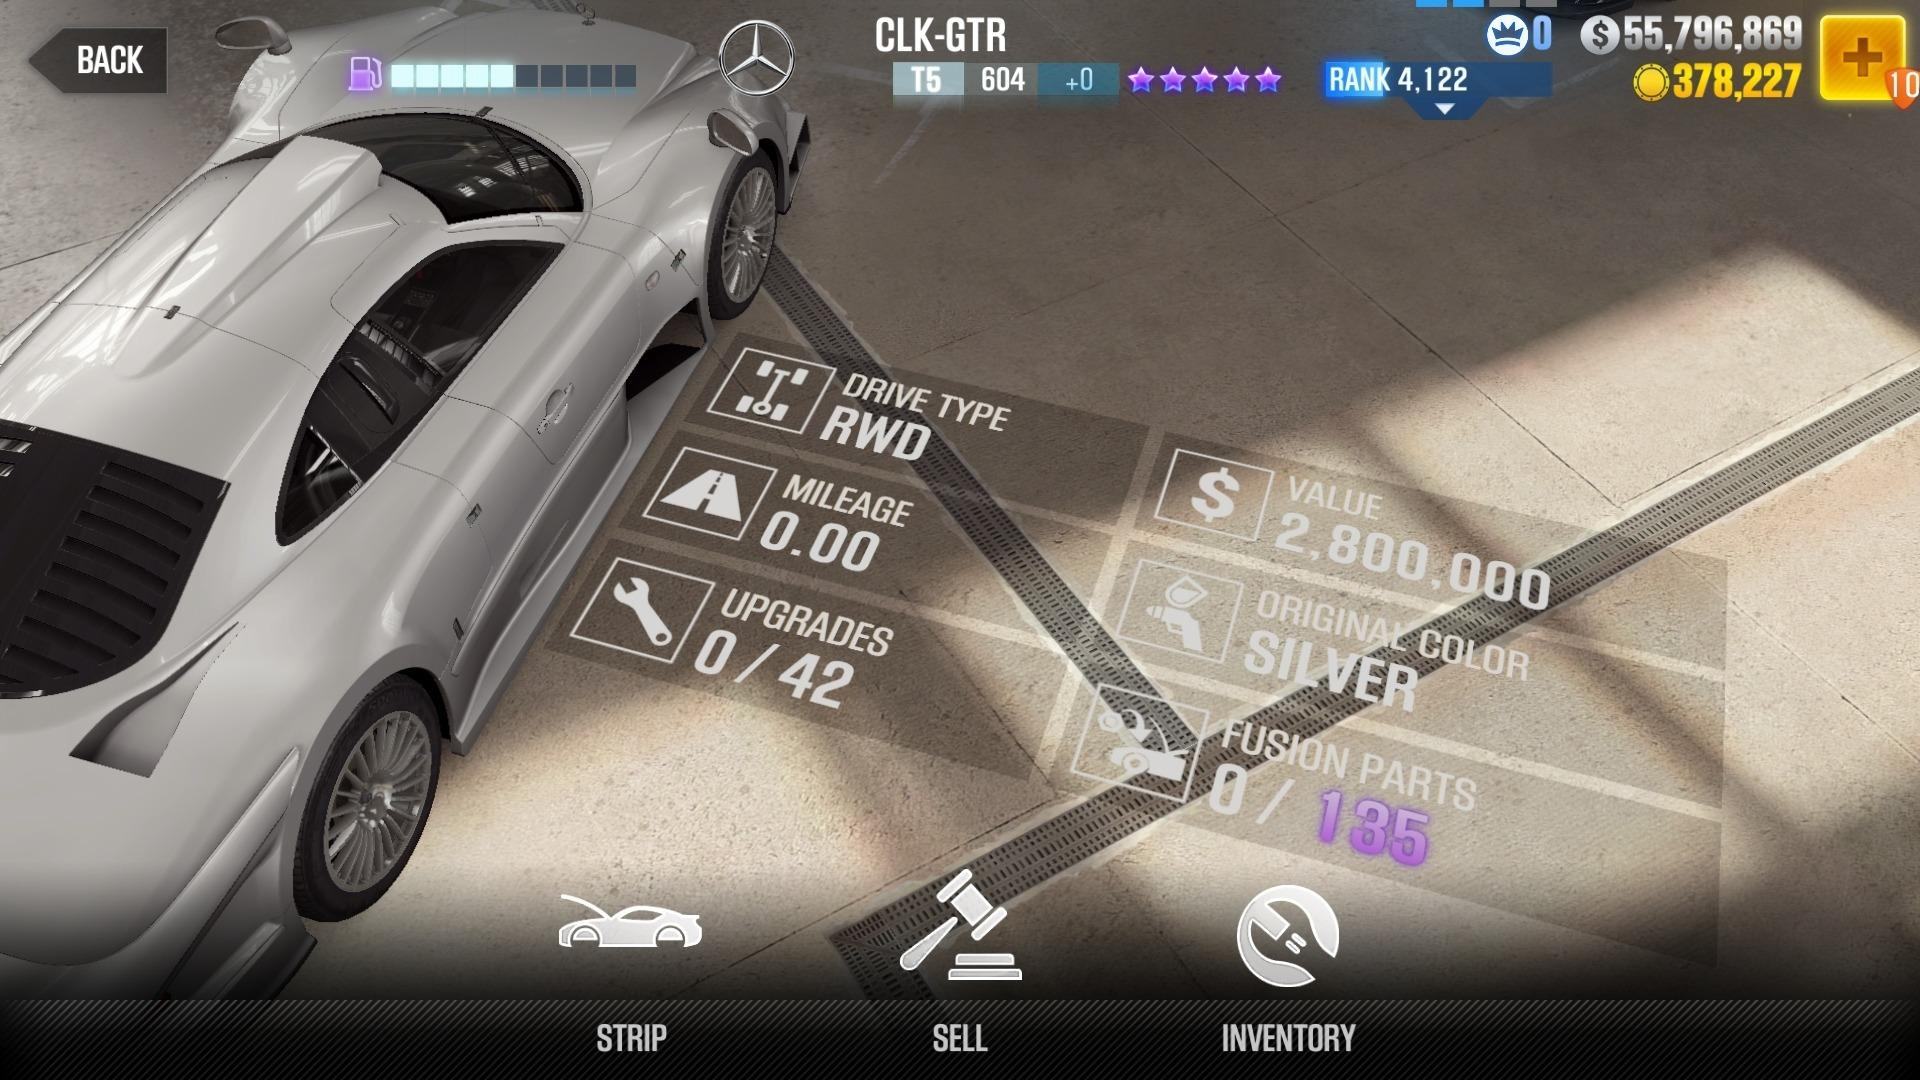 BACK
CLK-GTR
T5 604 +0
RANK 4,122
0
55,796,869
378,227
10
DRIVE TYPE
RWD
MILEAGE
0.00
UPGRADES
0 / 42
VALUE
2,800,000
ORIGINAL COLOR
SILVER
FUSION PARTS
0 / 135
STRIP
SELL
INVENTORY